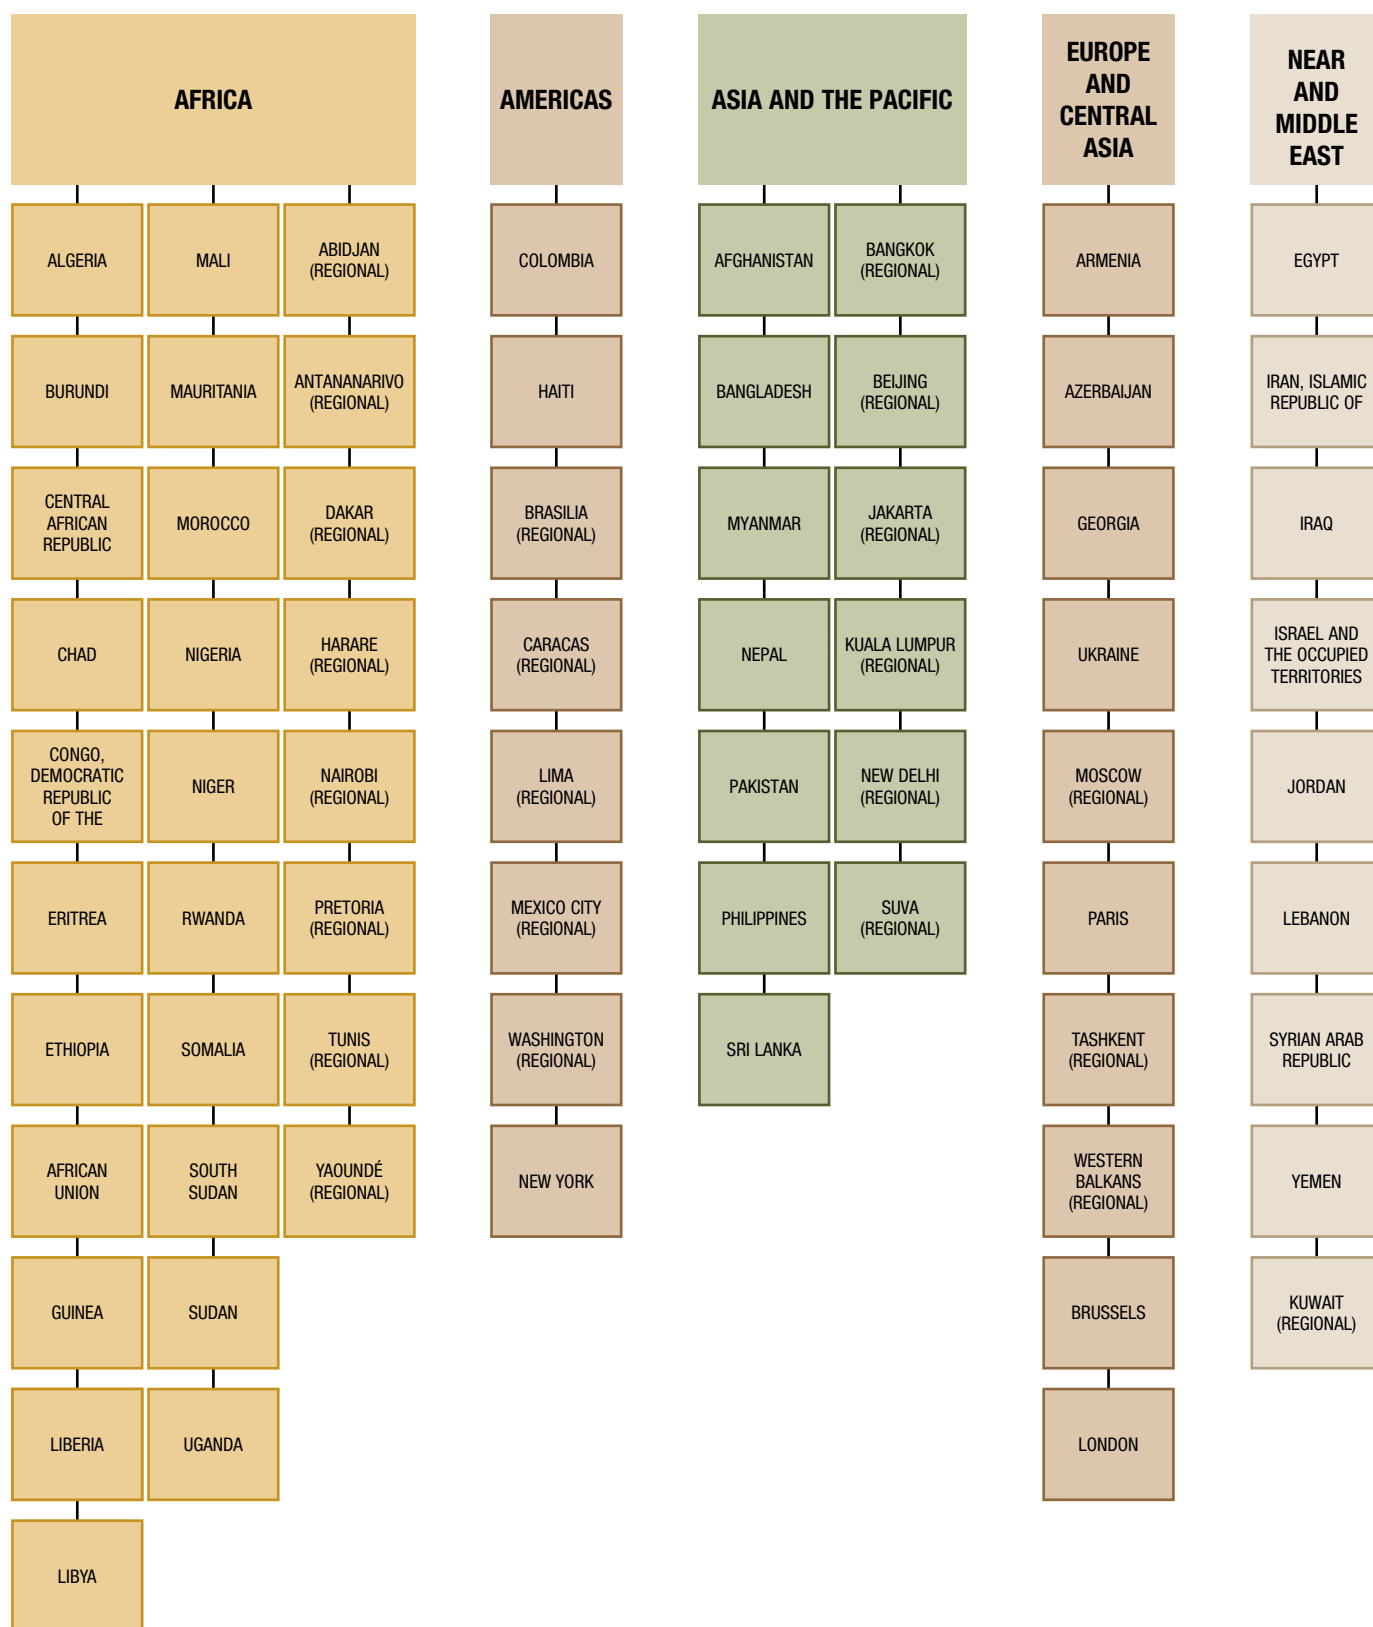 AFRICA
ALGERIA
BURUNDI
CENTRAL
AFRICAN
REPUBLIC
CHAD
CONGO,
DEMOCRATIC
REPUBLIC
OF THE
ERITREA
ETHIOPIA
AFRICAN
UNION
GUINEA
LIBERIA
LIBYA
MALI
MAURITANIA
MOROCCO
NIGERIA
NIGER
RWANDA
SOMALIA
SOUTH
SUDAN
SUDAN
UGANDA
ABIDJAN
(REGIONAL)
ANTANANARIVO
(REGIONAL)
DAKAR
(REGIONAL)
HARARE
(REGIONAL)
NAIROBI
(REGIONAL)
PRETORIA
(REGIONAL)
TUNIS
(REGIONAL)
YAOUNDÉ
(REGIONAL)
AMERICAS
COLOMBIA
HAITI
BRASILIA
(REGIONAL)
CARACAS
(REGIONAL)
LIMA
(REGIONAL)
MEXICO CITY
(REGIONAL)
WASHINGTON
(REGIONAL)
NEW YORK
ASIA AND THE PACIFIC
AFGHANISTAN
BANGLADESH
MYANMAR
NEPAL
PAKISTAN
PHILIPPINES
SRI LANKA
BANGKOK
(REGIONAL)
BEIJING
(REGIONAL)
JAKARTA
(REGIONAL)
KUALA LUMPUR
(REGIONAL)
NEW DELHI
(REGIONAL)
SUVA
(REGIONAL)
EUROPE
AND
CENTRAL
ASIA
ARMENIA
AZERBAIJAN
GEORGIA
UKRAINE
MOSCOW
(REGIONAL)
PARIS
TASHKENT
(REGIONAL)
WESTERN
BALKANS
(REGIONAL)
BRUSSELS
LONDON
NEAR
AND
MIDDLE
EAST
EGYPT
IRAN, ISLAMIC
REPUBLIC OF
IRAQ
ISRAEL AND
THE OCCUPIED
TERRITORIES
JORDAN
LEBANON
SYRIAN ARAB
REPUBLIC
YEMEN
KUWAIT
(REGIONAL)